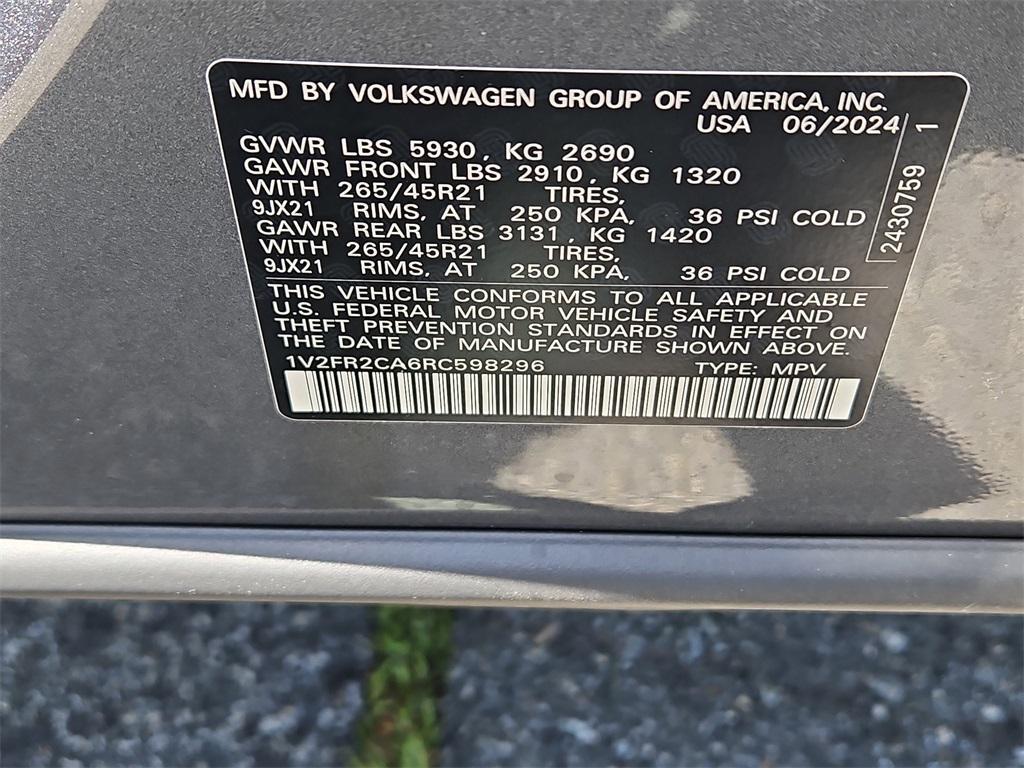 MFD BY VOLKSWAGEN GROUP OF AMERICA, INC.
USA 06/2024
GVWR LBS 5930, KG 2690
GAWR FRONT LBS 2910, KG 1320
WITH 265/45R21 TIRES,
9JX21 RIMS, AT 250 KPA, 36 PSI COLD
GAWR REAR LBS 3131, KG 1420
WITH 265/45R21 TIRES,
9JX21 RIMS, AT 250 KPA, 36 PSI COLD
2430759 1
THIS VEHICLE CONFORMS TO ALL APPLICABLE
U.S. FEDERAL MOTOR VEHICLE SAFETY AND
THEFT PREVENTION STANDARDS IN EFFECT ON
THE DATE OF MANUFACTURE SHOWN ABOVE.
1V2FR2CA6RC598296 TYPE: MPV